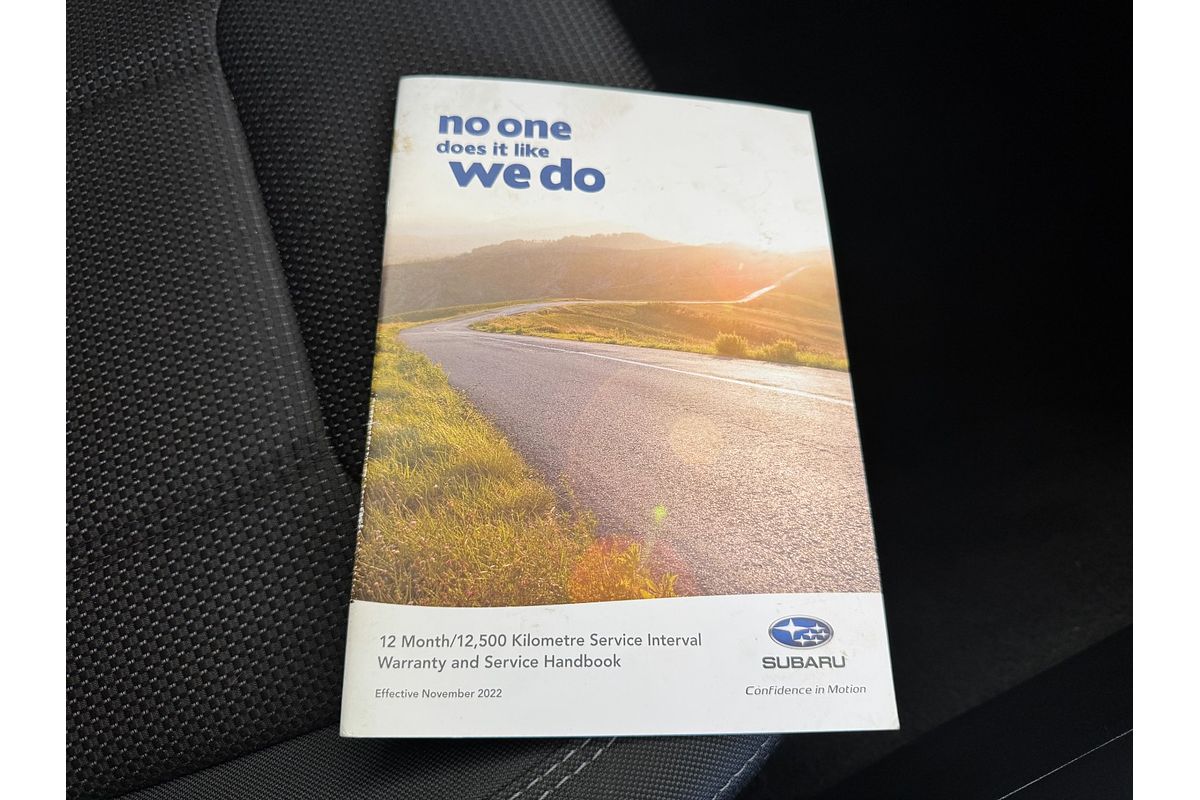 no one
does it like
we do
12 Month/12,500 Kilometre Service Interval
Warranty and Service Handbook
Effective November 2022
SUBARU
Confidence in Motion